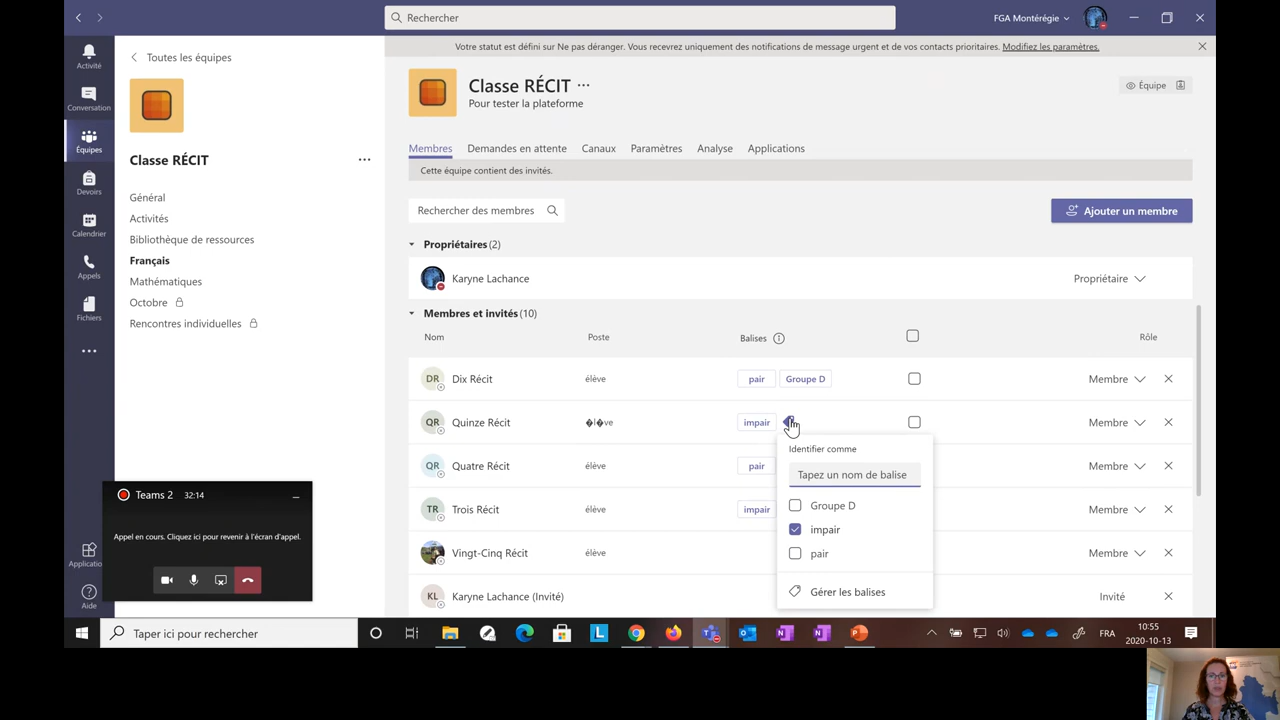 Rechercher
FGA Montérégie
Votre statut est défini sur Ne pas déranger. Vous recevrez uniquement des notifications de message urgent et de vos contacts prioritaires. Modifiez les paramètres.
Activité
Conversation
Équipes
Devoirs
Calendrier
Appels
Fichiers
Applicatio
Aide
Toutes les équipes
Classe RÉCIT
Général
Activités
Bibliothèque de ressources
Français
Mathématiques
Octobre
Rencontres individuelles
Classe RÉCIT
Pour tester la plateforme
Équipe
Membres Demandes en attente Canaux Paramètres Analyse Applications
Cette équipe contient des invités.
Rechercher des membres
Ajouter un membre
Propriétaires (2)
Karyne Lachance Propriétaire
Membres et invités (10)
Nom Poste Balises Rôle
DR Dix Récit élève pair Groupe D Membre
QR Quinze Récit �l�ve impair Membre
QR Quatre Récit élève pair Membre
TR Trois Récit élève impair Membre
Vingt-Cinq Récit élève Membre
KL Karyne Lachance (Invité) Invité
Identifier comme
Tapez un nom de balise
Groupe D
impair
pair
Gérer les balises
Teams 2 32:14
Appel en cours. Cliquez ici pour revenir à l'écran d'appel.
Taper ici pour rechercher
L
FRA
10:55
2020-10-13